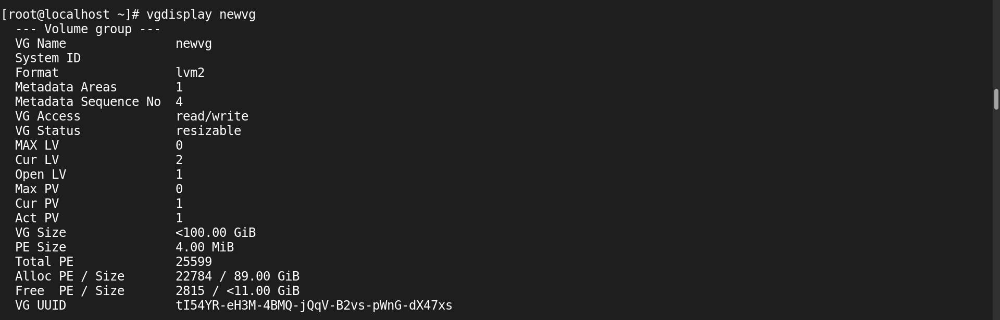 [root@localhost ~]# vgdisplay newvg
  --- Volume group ---
  VG Name               newvg
  System ID
  Format                lvm2
  Metadata Areas        1
  Metadata Sequence No  4
  VG Access             read/write
  VG Status             resizable
  MAX LV                0
  Cur LV                2
  Open LV               1
  Max PV                0
  Cur PV                1
  Act PV                1
  VG Size               <100.00 GiB
  PE Size               4.00 MiB
  Total PE              25599
  Alloc PE / Size       22784 / 89.00 GiB
  Free  PE / Size       2815 / <11.00 GiB
  VG UUID               tI54YR-eH3M-4BMQ-jQqV-B2vs-pWnG-dX47xs